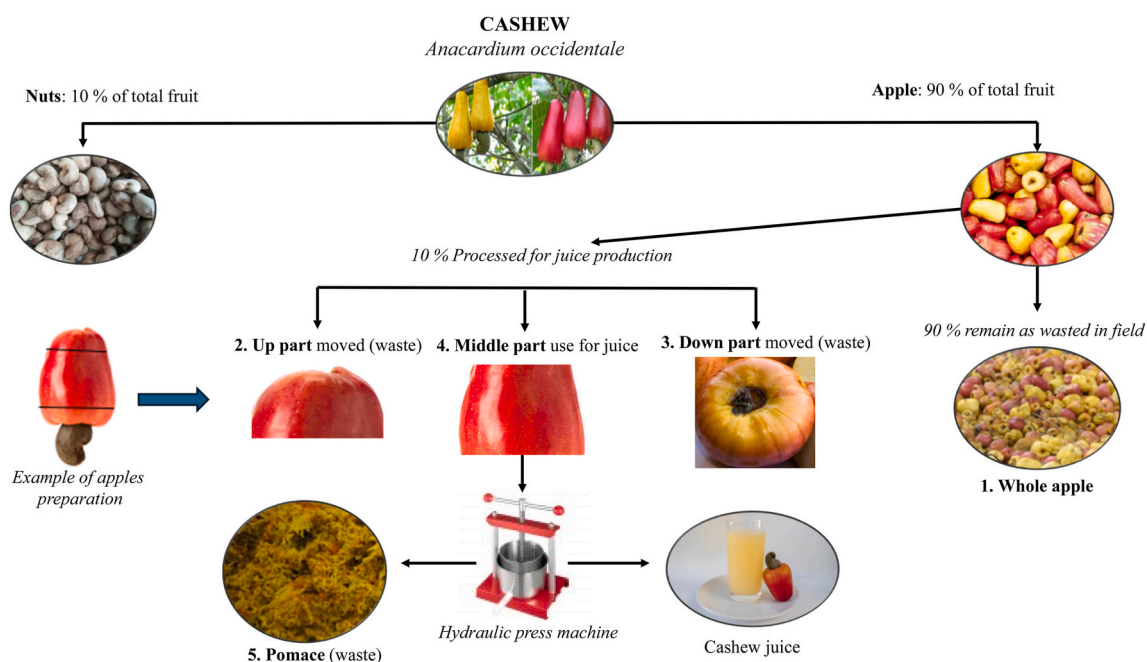 CASHEW
Anacardium occidentale
Nuts: 10 % of total fruit
Apple: 90 % of total fruit
10 % Processed for juice production
2. Up part moved (waste)
4. Middle part use for juice
3. Down part moved (waste)
90 % remain as wasted in field
Example of apples
preparation
1. Whole apple
Hydraulic press machine
Cashew juice
5. Pomace (waste)